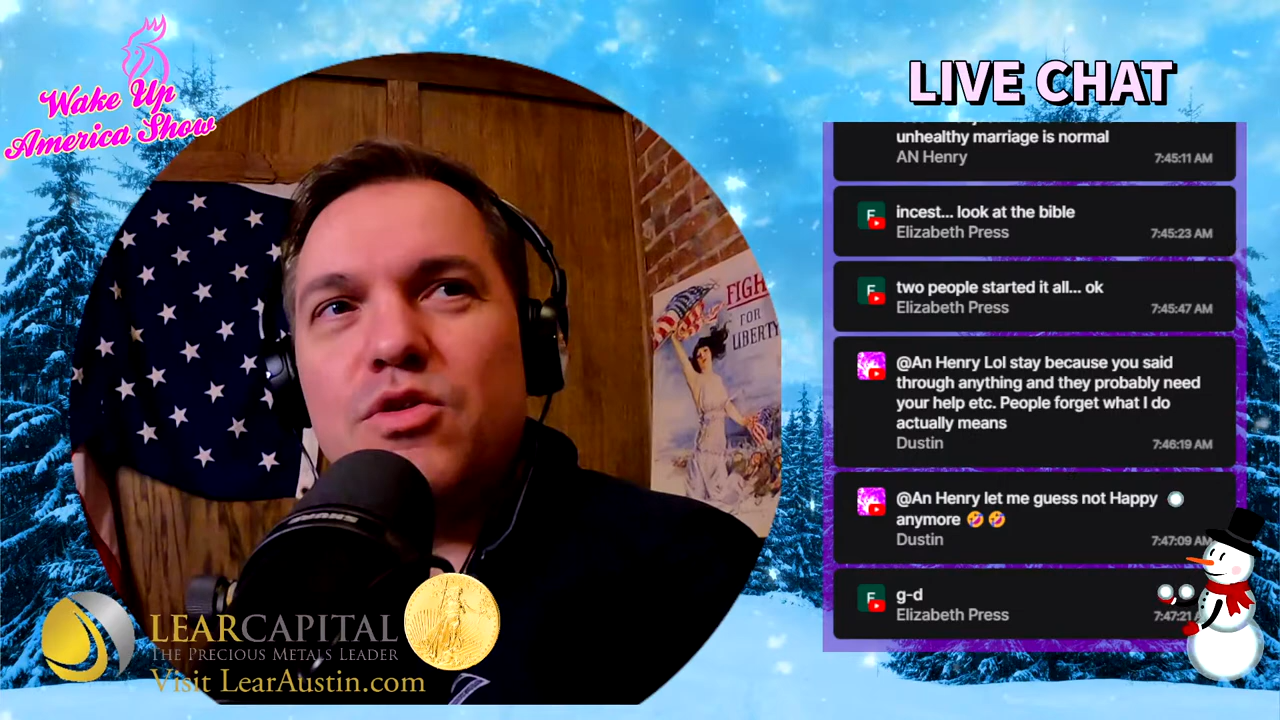 Wake Up
America Show
LIVE CHAT
unhealthy marriage is normal
AN Henry
7:45:11 AM
incest... look at the bible
Elizabeth Press
7:45:23 AM
two people started it all... ok
Elizabeth Press
7:45:47 AM
@An Henry Lol stay because you said
through anything and they probably need
your help etc. People forget what I do
actually means
Dustin
7:46:19 AM
@An Henry let me guess not Happy
anymore 🤣🤣
Dustin
7:47:09 AM
g-d
Elizabeth Press
7:47:21
FIGHT
FOR
LIBERTY
SHURE
LEARCAPITAL
THE PRECIOUS METALS LEADER
Visit LearAustin.com